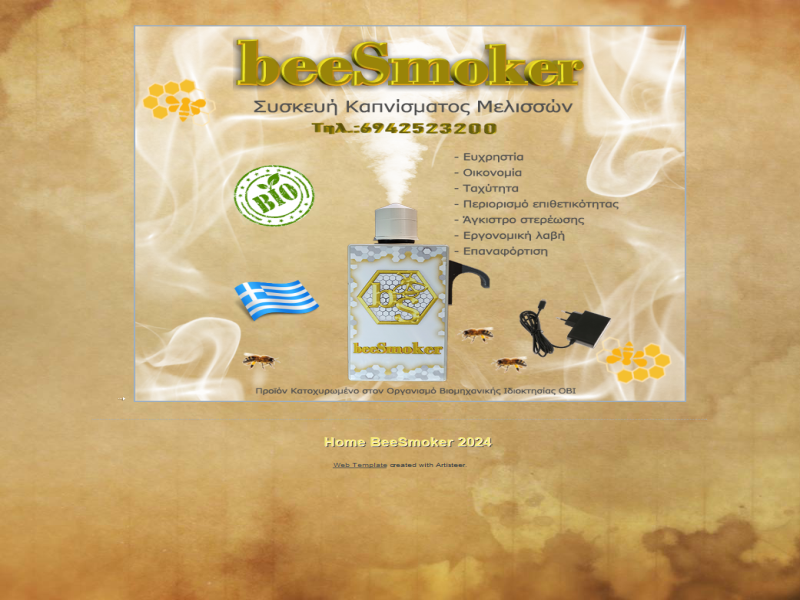 beeSmoker
Συσκευή Καπνίσματος Μελισσών
Τηλ.:6942523200
- Ευχρηστία
- Οικονομία
- Ταχύτητα
- Περιορισμό επιθετικότητας
- Άγκιστρο στερέωσης
- Εργονομική λαβή
- Επαναφόρτιση
BIO
beeSmoker
Προϊόν Κατοχυρωμένο στον Οργανισμό Βιομηχανικής Ιδιοκτησίας ΟΒΙ
Home BeeSmoker 2024
Web Template created with Artisteer.